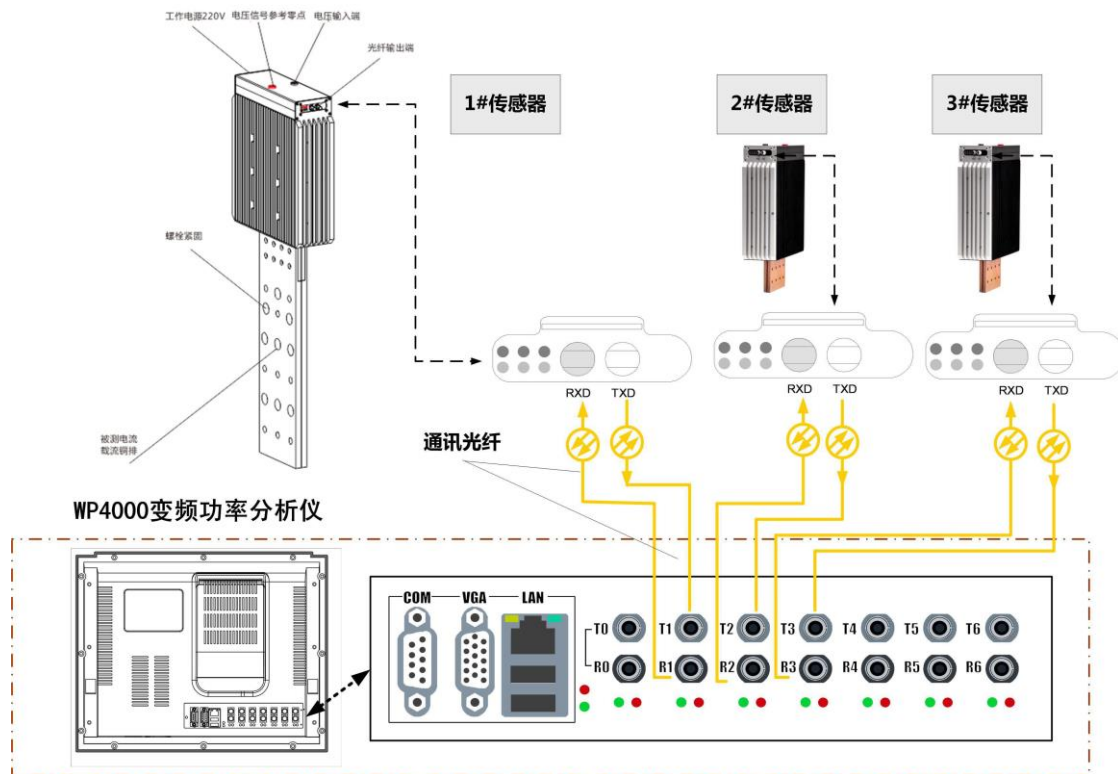 工作电源220V
电压信号参考零点
电压输入端
光纤输出端
1#传感器
2#传感器
3#传感器
螺栓紧固
RXD
TXD
RXD
TXD
RXD
TXD
被测电流
载流铜排
通讯光纤
WP4000变频功率分析仪
COM
VGA
LAN
T0
T1
T2
T3
T4
T5
T6
R0
R1
R2
R3
R4
R5
R6